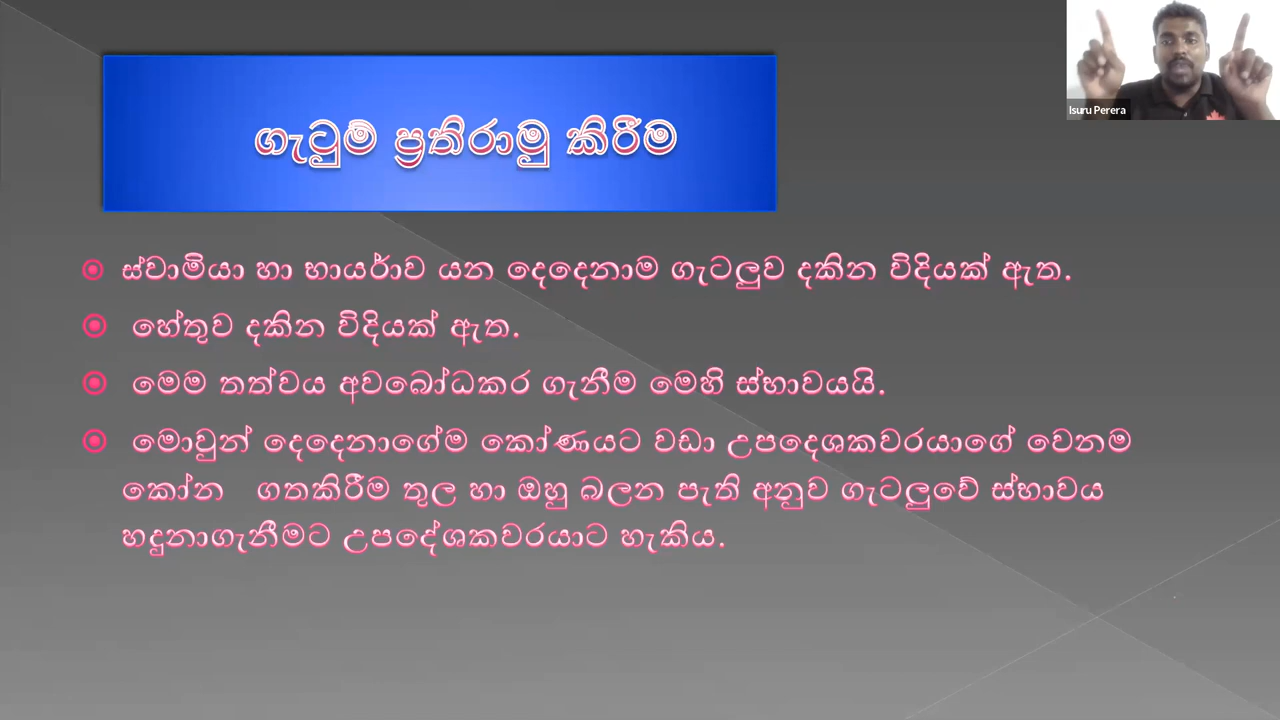 Isuru Perera
ගැටුම් ප්‍රතිරාමු කිරීම
ස්වාමියා හා භාර්යාව යන දෙදෙනාම ගැටලුව දකින විදියක් ඇත.
හේතුව දකින විදියක් ඇත.
මෙම තත්වය අවබෝධකර ගැනීම මෙහි ස්භාවයයි.
මොවුන් දෙදෙනාගේම කෝණයට වඩා උපදෙශකවරයාගේ වෙනම
කෝන ගතකිරීම තුල හා ඔහු බලන පැති අනුව ගැටලුවේ ස්භාවය
හදුනාගැනීමට උපදේශකවරයාට හැකිය.